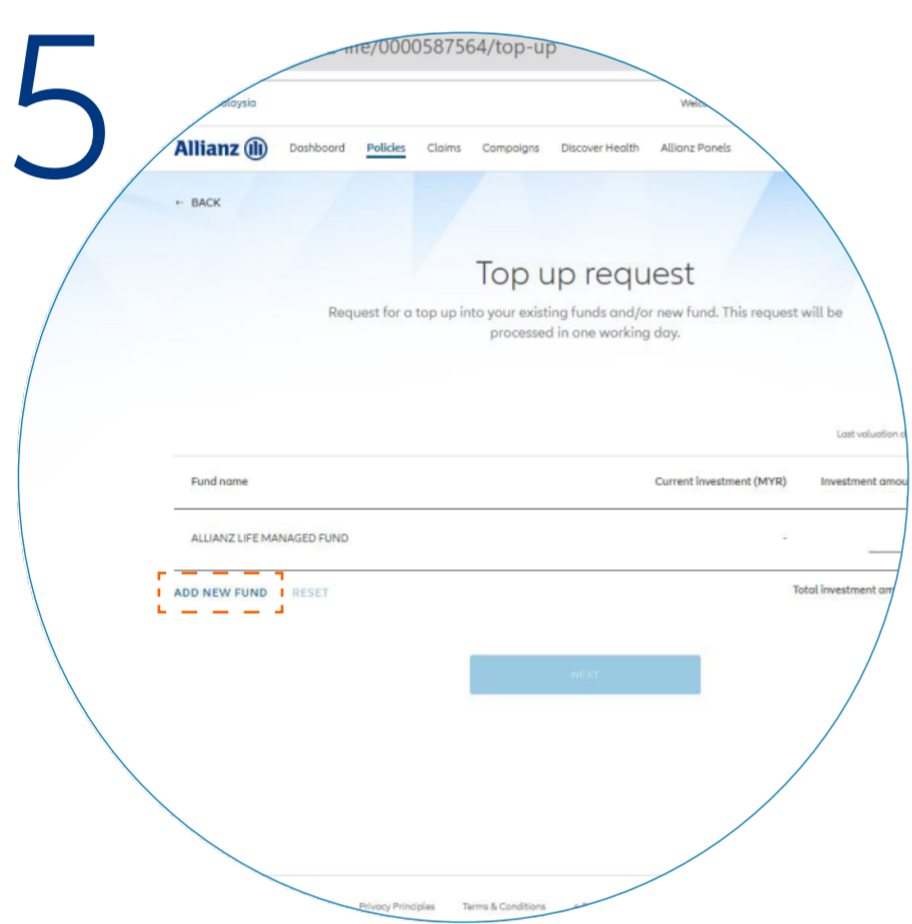 5
life/0000587564/top-up
Malaysia
Allianz Dashboard Policies Claims Campaigns Discover Health Allianz Panels
← BACK
Top up request
Request for a top up into your existing funds and/or new fund. This request will be
processed in one working day.
Last valuation
Fund name Current investment (MYR) Investment
ALLIANZ LIFE MANAGED FUND -
ADD NEW FUND RESET Total investment
NEXT
Privacy Principles Terms & Conditions